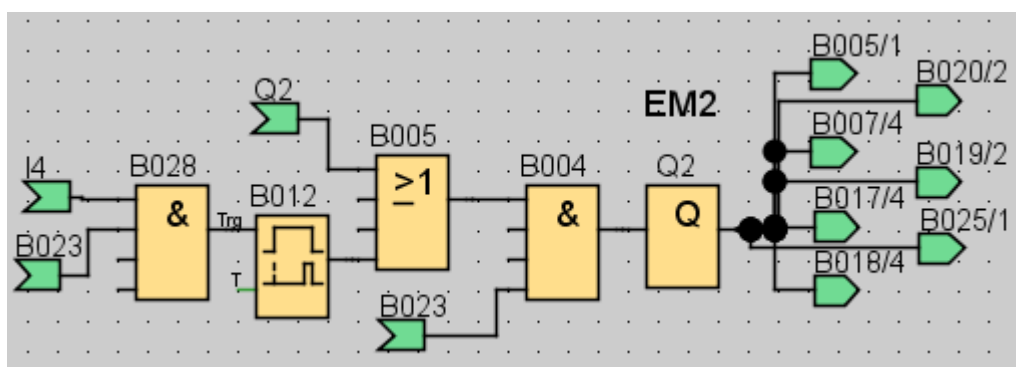 B005/1
B020/2
Q2
EM2
B007/4
B005
B019/2
I4
B028
B004
Q2
B012
B017/4
>1
&
Trg
&
Q
B025/1
B023
T
B018/4
B023